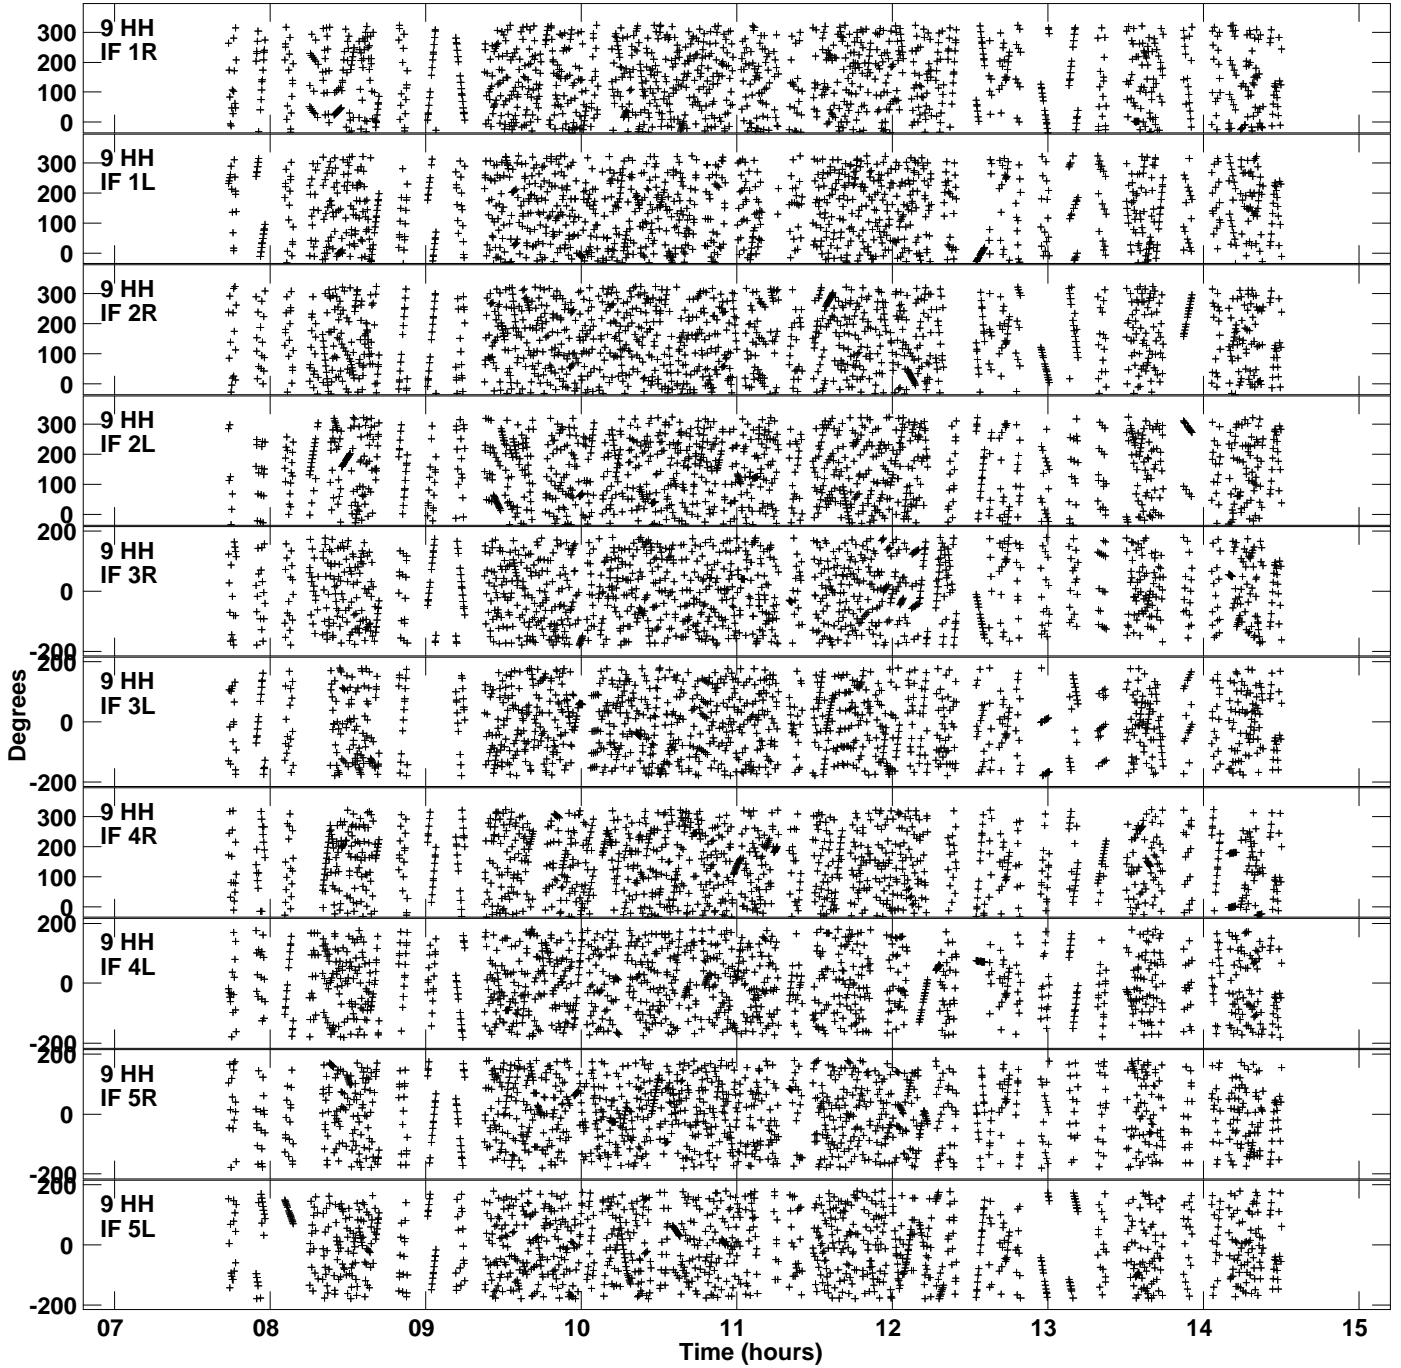 9 HH
IF 1R
300
200
100
0
9 HH
IF 1L
300
200
100
0
9 HH
IF 2R
300
200
100
0
9 HH
IF 2L
300
200
100
0
9 HH
IF 3R
200
0
-200
9 HH
IF 3L
200
0
-200
9 HH
IF 4R
300
200
100
0
9 HH
IF 4L
200
0
-200
9 HH
IF 5R
200
0
-200
9 HH
IF 5L
200
0
-200
Degrees
07 08 09 10 11 12 13 14 15
Time (hours)